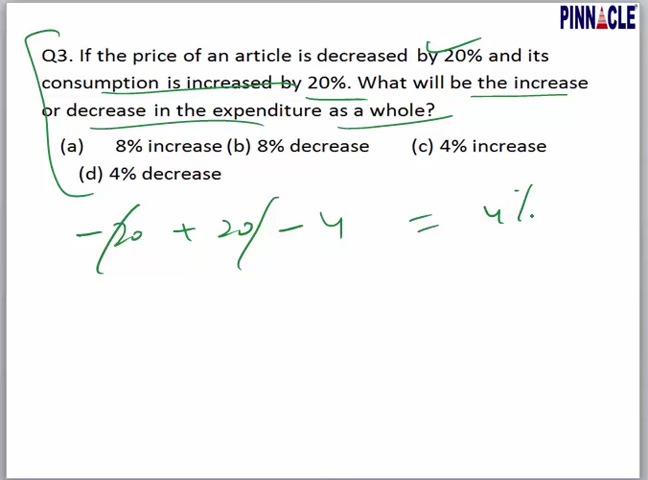 PINNACLE
Q3. If the price of an article is decreased by 20% and its
consumption is increased by 20%. What will be the increase
or decrease in the expenditure as a whole?
(a) 8% increase (b) 8% decrease (c) 4% increase
(d) 4% decrease
-20 + 20 - 4 = 4%